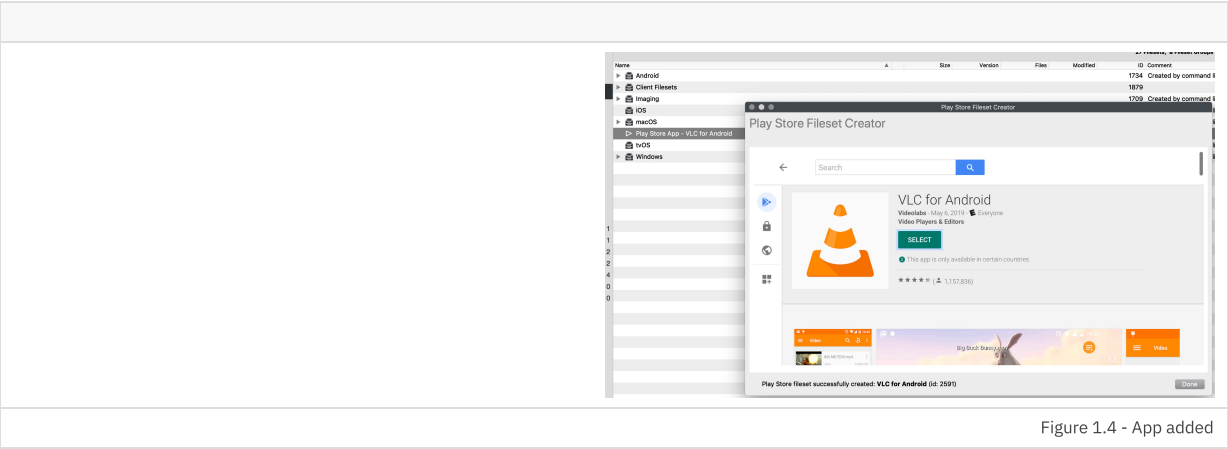 27 Filesets, 8 Fileset Groups
Name Size Version Files Modified ID Comment
Android 1734 Created by command li
Client Filesets 1879
Imaging 1709 Created by command li
iOS
macOS
Play Store App - VLC for Android
tvOS
Windows
1
1
2
2
4
0
0
Play Store Fileset Creator
Play Store Fileset Creator
Search
VLC for Android
Videolabs - May 6, 2019 - Everyone
Video Players & Editors
SELECT
This app is only available in certain countries.
( 1,157,836)
Video
Big Buck Bunny
Video
Play Store fileset successfully created: VLC for Android (id: 2591)
Done
Figure 1.4 - App added